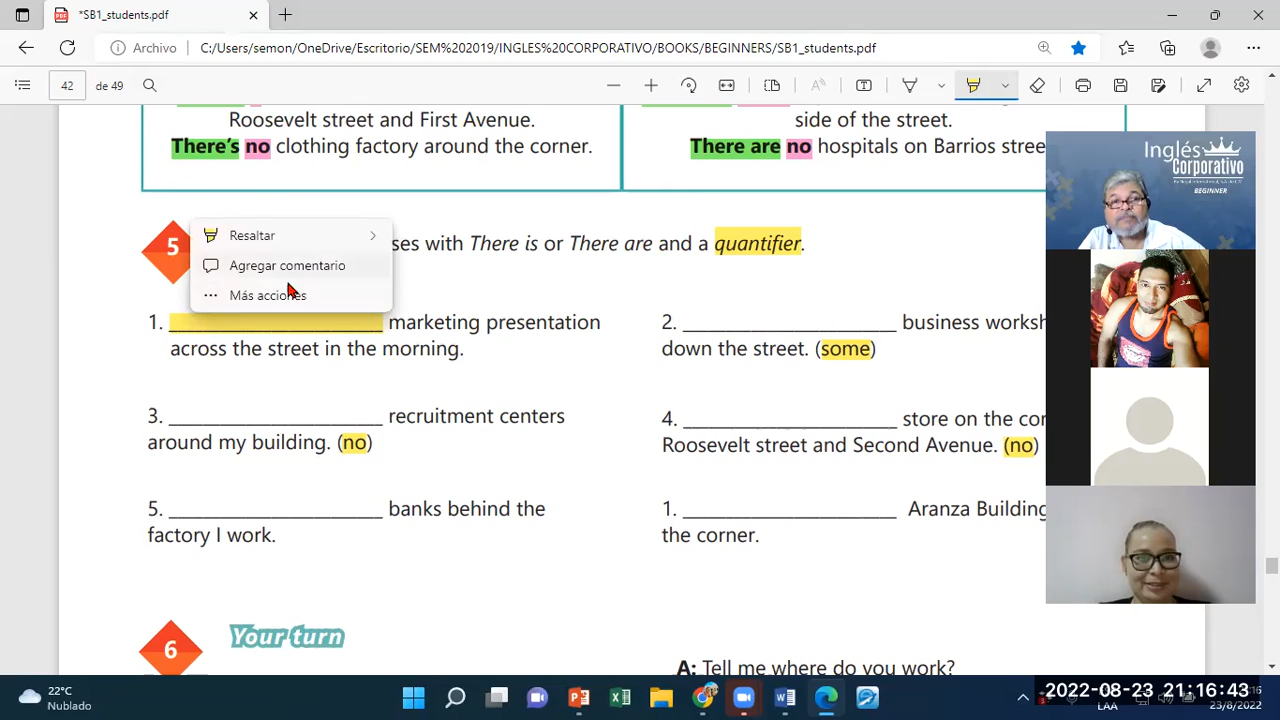 *SB1_students.pdf
Archivo
C:/Users/semon/OneDrive/Escritorio/SEM%202019/INGLES%20CORPORATIVO/BOOKS/BEGINNERS/SB1_students.pdf
42 de 49
Roosevelt street and First Avenue.
There's no clothing factory around the corner.
side of the street.
There are no hospitals on Barrios stree
5
ses with There is or There are and a quantifier.
Resaltar
Agregar comentario
Más acciones
1. ______________________ marketing presentation
across the street in the morning.
2. ______________________ business worksh
down the street. (some)
3. ______________________ recruitment centers
around my building. (no)
4. ______________________ store on the cor
Roosevelt street and Second Avenue. (no)
5. ______________________ banks behind the
factory I work.
1. ______________________ Aranza Building
the corner.
6
Your turn
A: Tell me where do you work?
Inglés
Corporativo
BEGINNER
22°C
Nublado
2022-08-23 21:16:43
LAA
23/8/2022